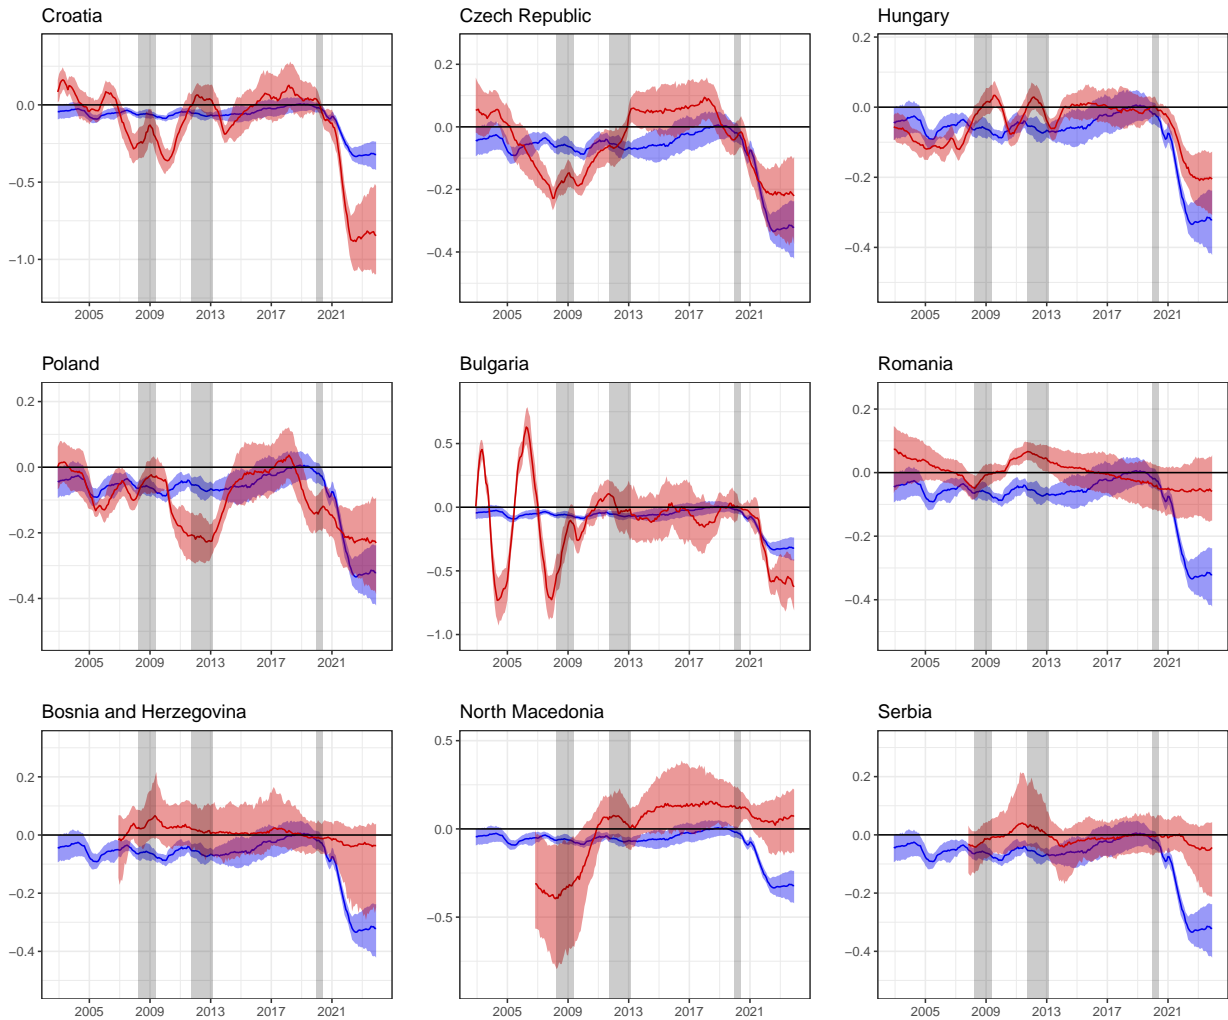 Croatia
Czech Republic
Hungary
0.0
−0.5
−1.0
0.2
0.0
−0.2
−0.4
0.2
0.0
−0.2
−0.4
2005 2009 2013 2017 2021
2005 2009 2013 2017 2021
2005 2009 2013 2017 2021
Poland
Bulgaria
Romania
0.2
0.0
−0.2
−0.4
0.5
0.0
−0.5
−1.0
0.2
0.0
−0.2
−0.4
2005 2009 2013 2017 2021
2005 2009 2013 2017 2021
2005 2009 2013 2017 2021
Bosnia and Herzegovina
North Macedonia
Serbia
0.2
0.0
−0.2
−0.4
0.5
0.0
−0.5
0.2
0.0
−0.2
−0.4
2005 2009 2013 2017 2021
2005 2009 2013 2017 2021
2005 2009 2013 2017 2021